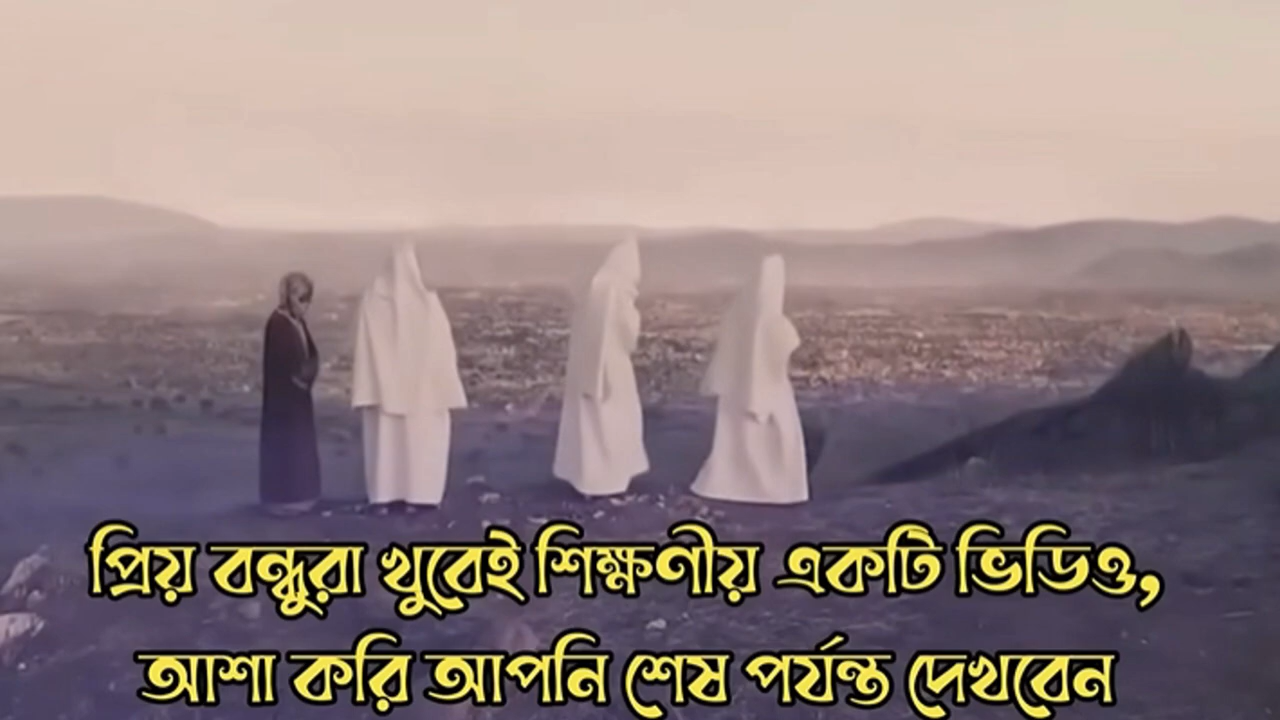 প্রিয় বন্ধুরা খুবেই শিক্ষণীয় একটি ভিডিও,
আশা করি আপনি শেষ পর্যন্ত দেখবেন